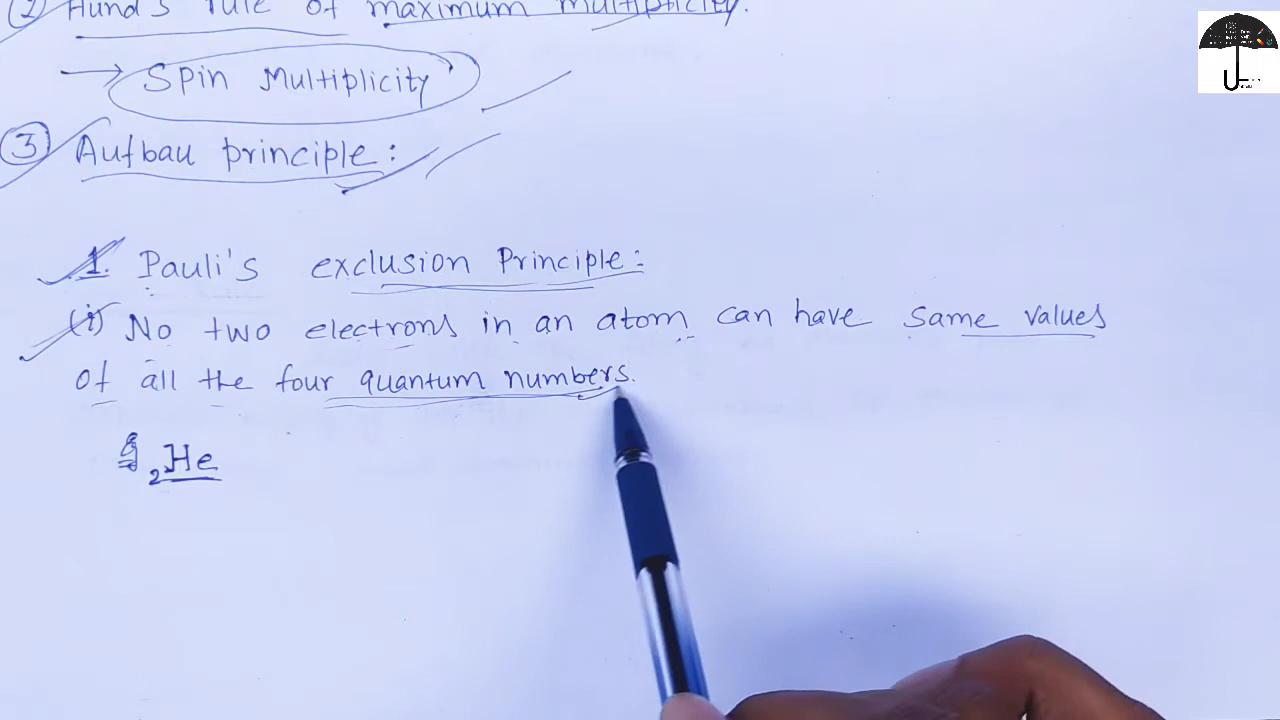 (2) Hund's rule of maximum multiplicity.
→ Spin Multiplicity
(3) Aufbau principle:
1. Pauli's exclusion Principle:
(i) No two electrons in an atom can have same values
of all the four quantum numbers.
2He